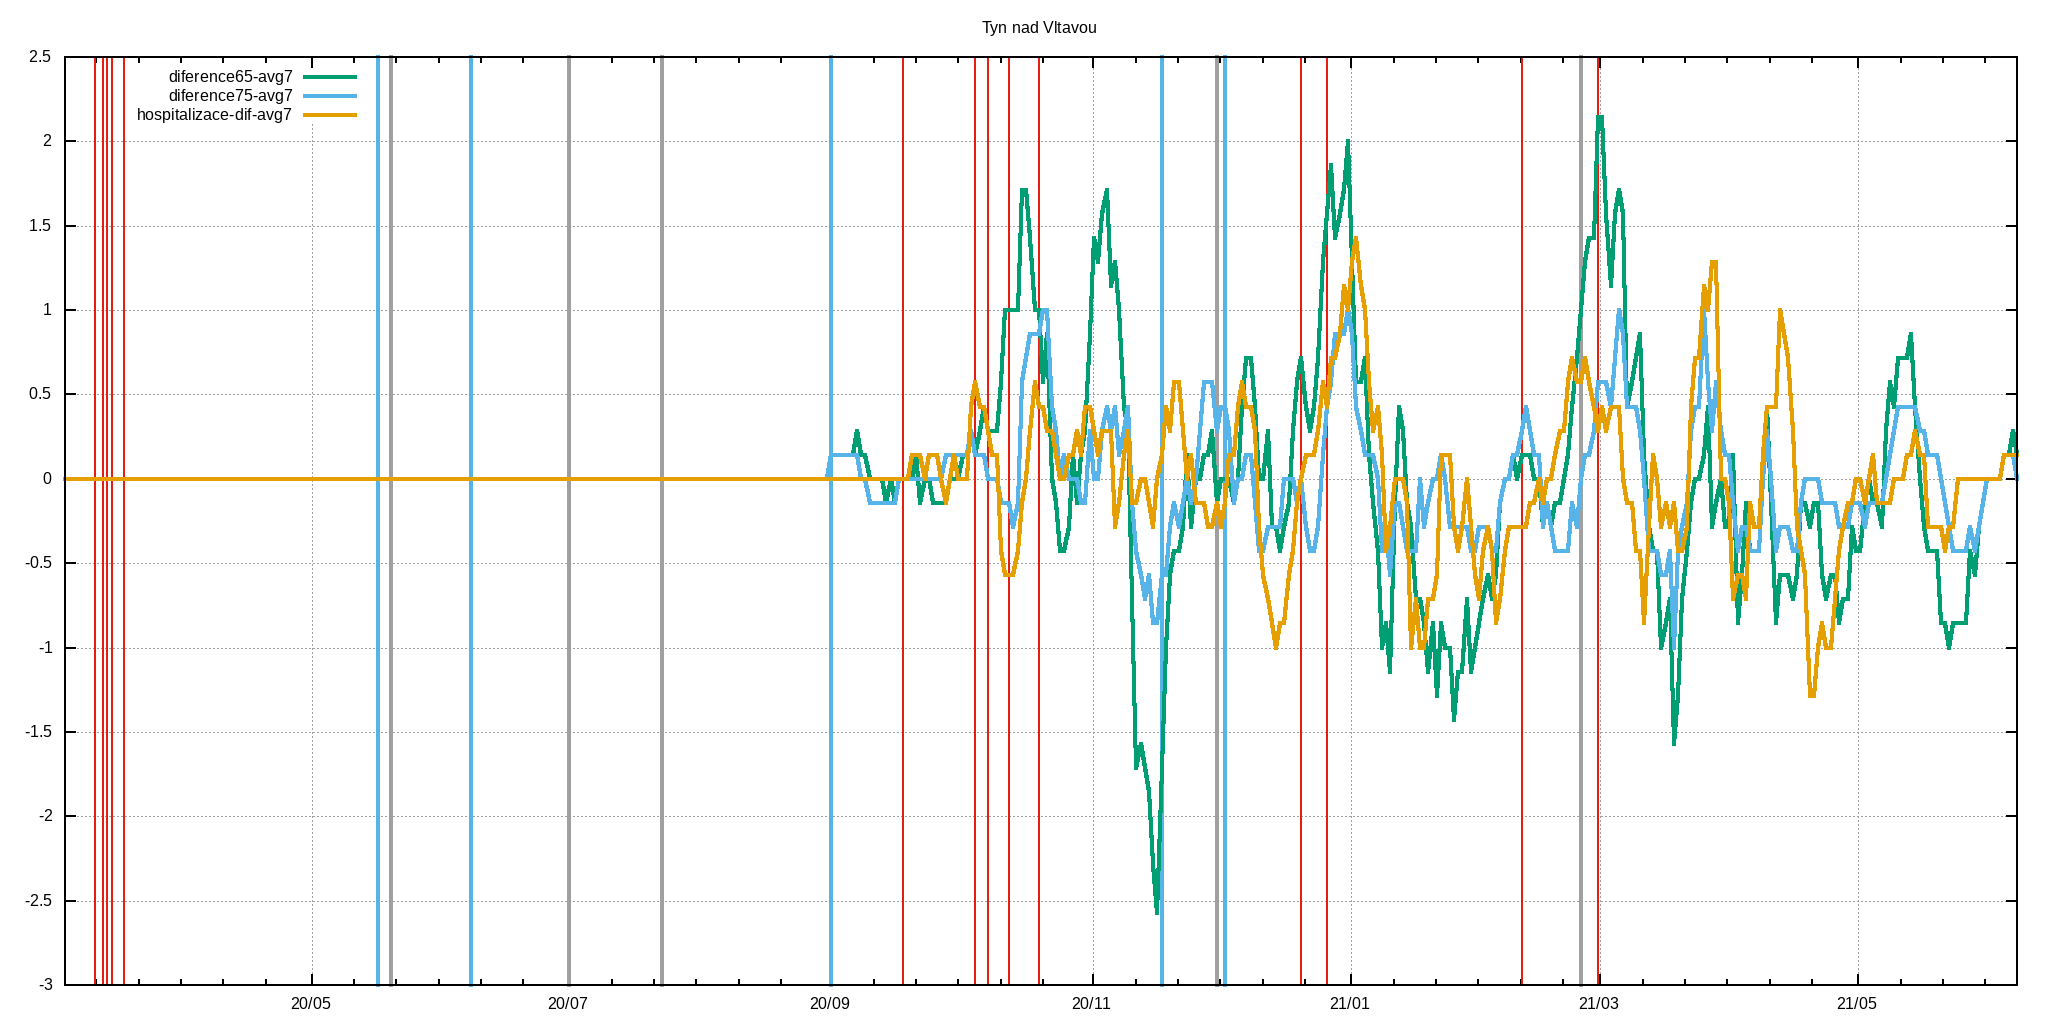 Tyn nad Vltavou
2.5
diference65-avg7
diference75-avg7
hospitalizace-dif-avg7
2
1.5
1
0.5
0
-0.5
-1
-1.5
-2
-2.5
-3
20/05 20/07 20/09 20/11 21/01 21/03 21/05